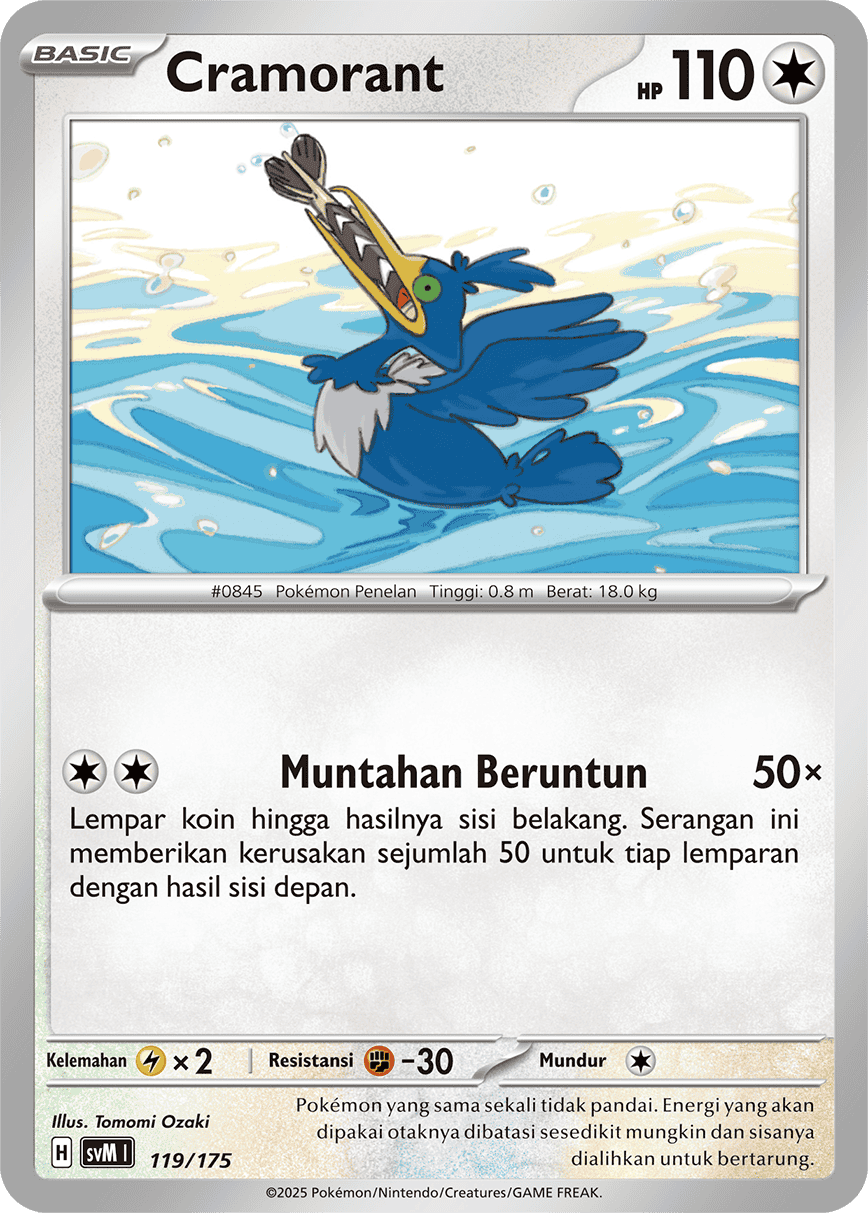 BASIC
Cramorant
HP 110
#0845 Pokémon Penelan Tinggi: 0.8 m Berat: 18.0 kg
Muntahan Beruntun 50×
Lempar koin hingga hasilnya sisi belakang. Serangan ini
memberikan kerusakan sejumlah 50 untuk tiap lemparan
dengan hasil sisi depan.
Kelemahan ×2 Resistansi -30 Mundur
Illus. Tomomi Ozaki
Pokémon yang sama sekali tidak pandai. Energi yang akan
dipakai otaknya dibatasi sesedikit mungkin dan sisanya
dialihkan untuk bertarung.
H svM I 119/175
©2025 Pokémon/Nintendo/Creatures/GAME FREAK.